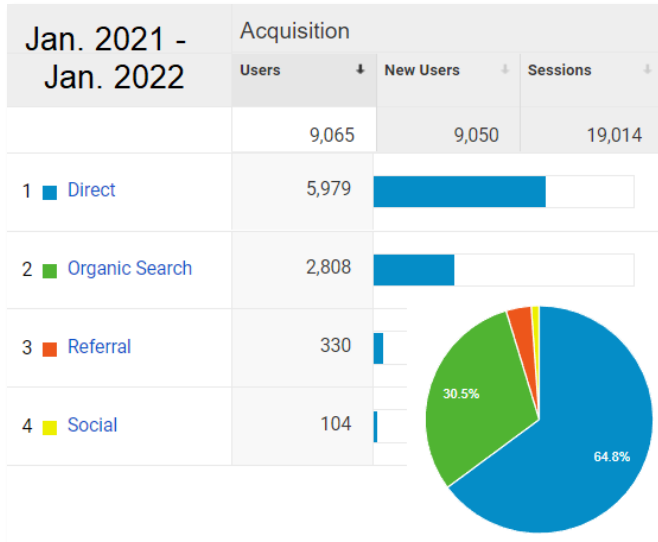 Jan. 2021 -
Jan. 2022
Acquisition
Users New Users Sessions
9,065 9,050 19,014
1 Direct 5,979
2 Organic Search 2,808
3 Referral 330
4 Social 104
30.5%
64.8%